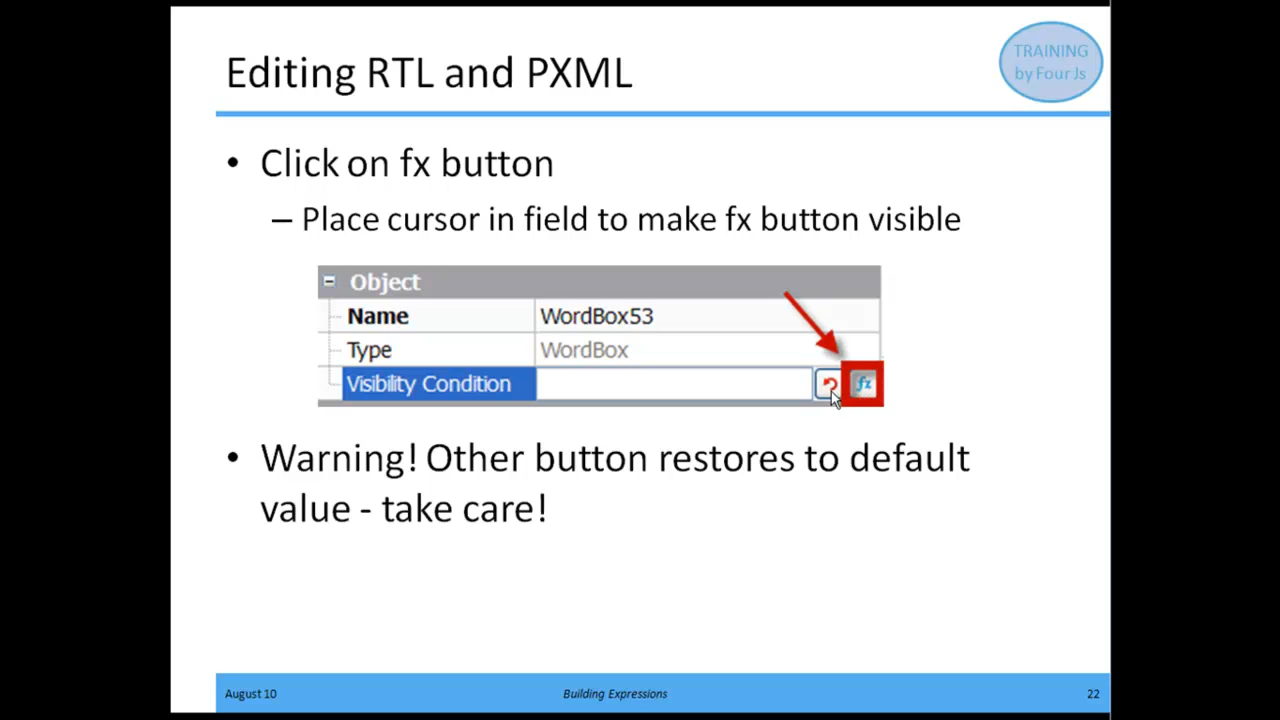 Editing RTL and PXML
TRAINING
by Four Js
• Click on fx button
– Place cursor in field to make fx button visible
Object
Name WordBox53
Type WordBox
Visibility Condition fx
• Warning! Other button restores to default
value - take care!
August 10 Building Expressions 22